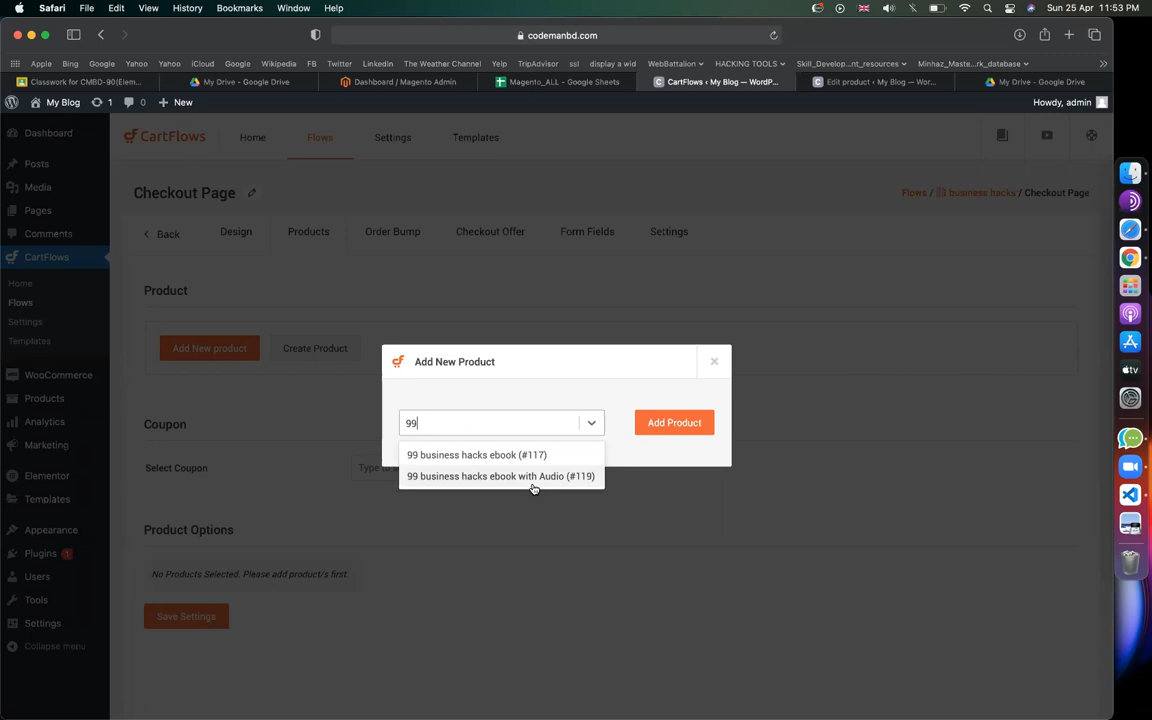 Safari File Edit View History Bookmarks Window Help Sun 25 Apr 11:53 PM
codemanbd.com
Apple Bing Google Yahoo Yahoo iCloud Google Wikipedia FB Twitter LinkedIn The Weather Channel Yelp TripAdvisor ssl display a wid WebBattalion HACKING TOOLS Skill_Develop...nt_resources Minhaz_Maste...rk_database
Classwork for CMBD-90(Elem... My Drive - Google Drive Dashboard / Magento Admin Magento_ALL - Google Sheets CartFlows ‹ My Blog — WordP... Edit product ‹ My Blog — Wor... My Drive - Google Drive
My Blog 1 0 New Howdy, admin
Dashboard
Posts
Media
Pages
Comments
CartFlows
Home
Flows
Settings
Templates
WooCommerce
Products
Analytics
Marketing
Elementor
Templates
Appearance
Plugins 1
Users
Tools
Settings
Collapse menu
CartFlows Home Flows Settings Templates
Checkout Page Flows / business hacks / Checkout Page
Back Design Products Order Bump Checkout Offer Form Fields Settings
Product
Add New product Create Product
Add New Product
99 Add Product
99 business hacks ebook (#117)
99 business hacks ebook with Audio (#119)
Coupon
Select Coupon Type to
Product Options
No Products Selected. Please add product/s first.
Save Settings
tv